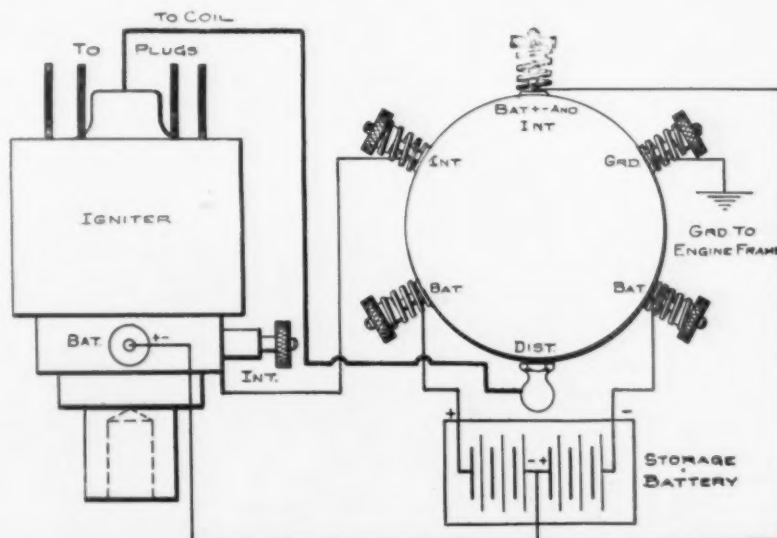 TO COIL
TO PLUGS
BAT +- AND
INT
INT
GRD.
IGNITER
GRD TO
ENGINE FRAME
BAT
BAT
BAT. +-
DIST.
INT.
+ -
-+
STORAGE
BATTERY